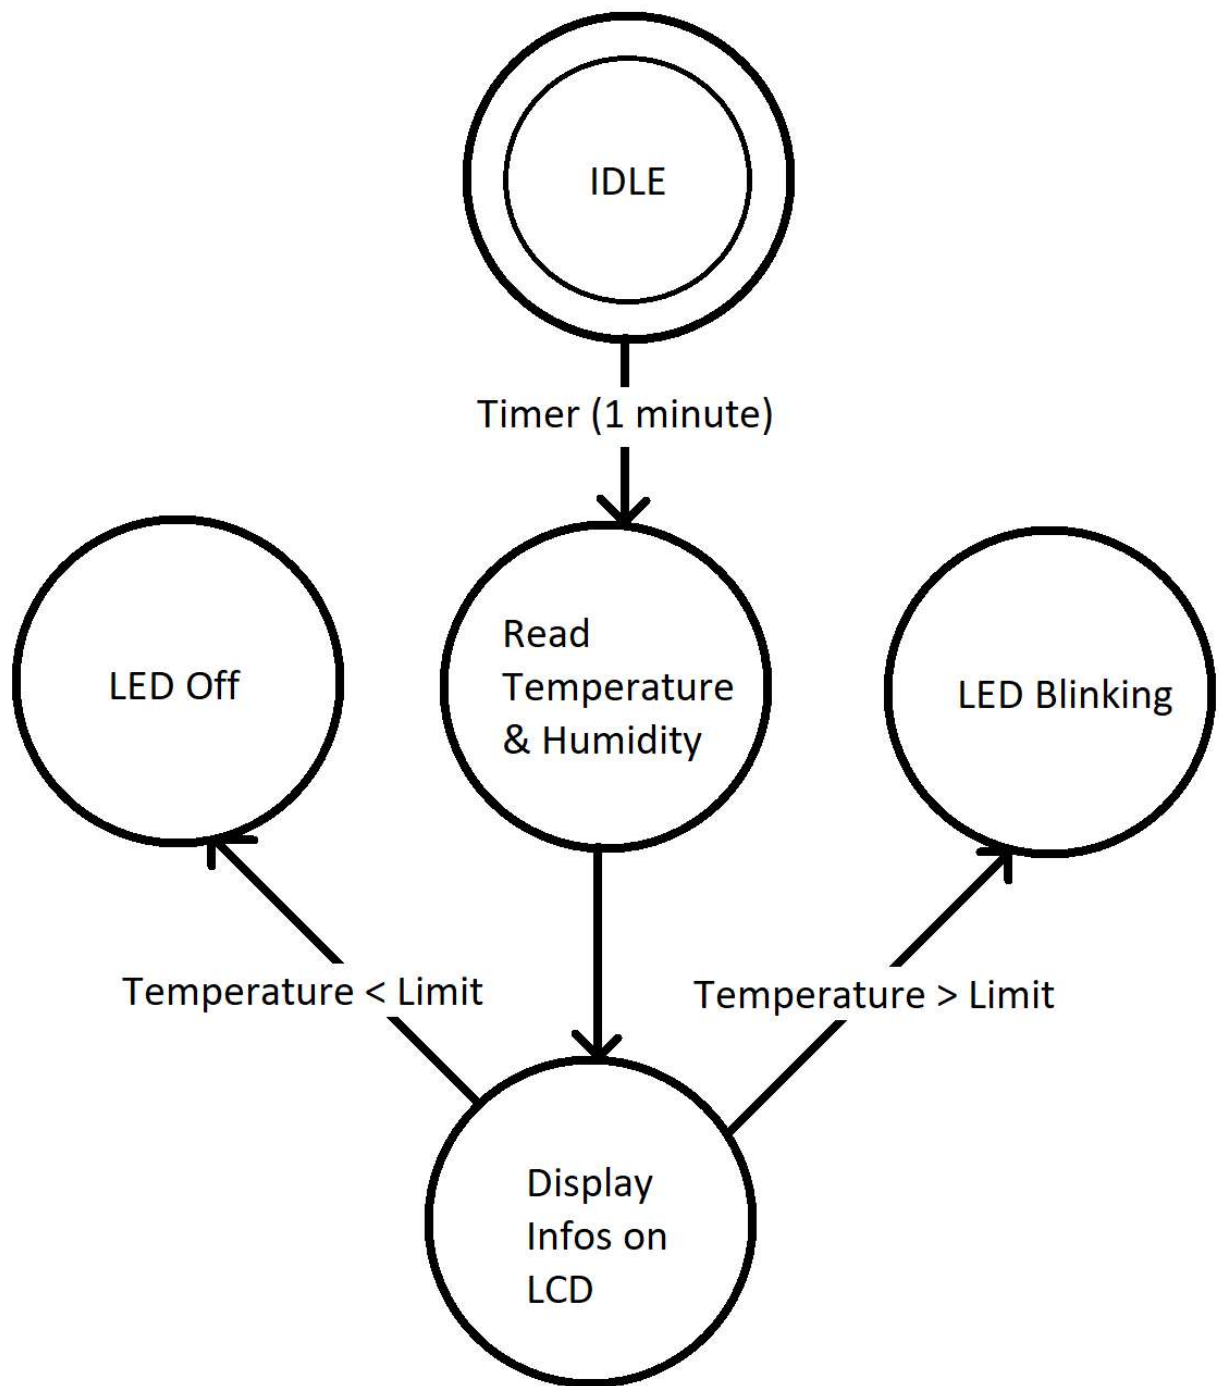 IDLE
Timer (1 minute)
LED Off
Read
Temperature
& Humidity
LED Blinking
Temperature < Limit
Temperature > Limit
Display
Infos on
LCD